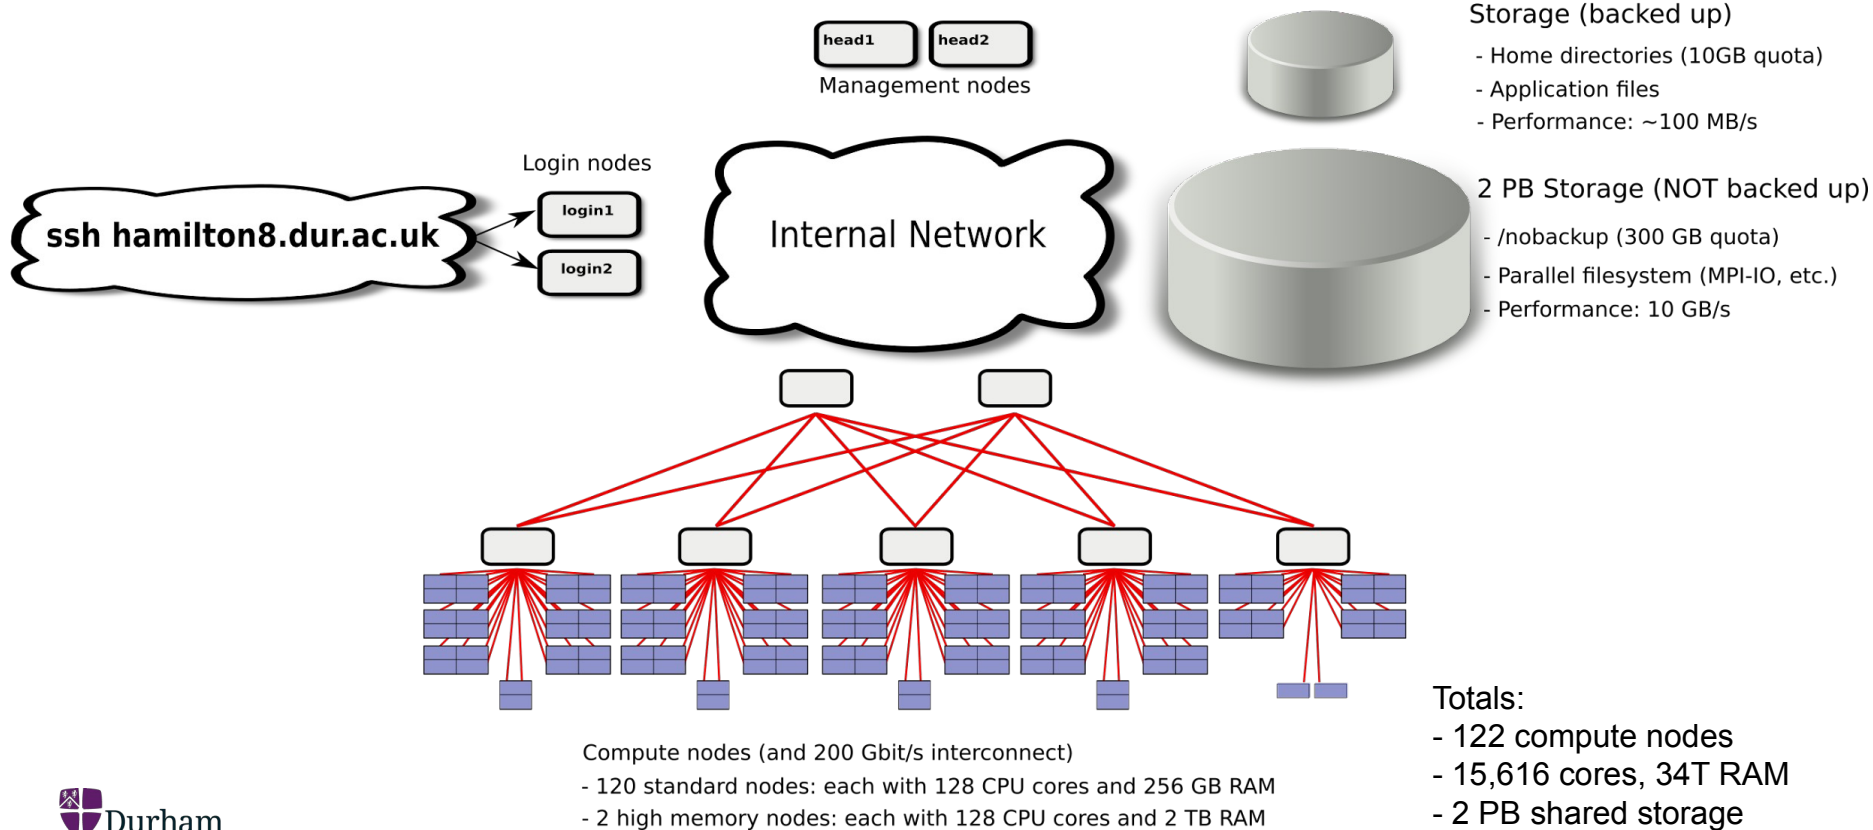 head1
head2
Management nodes
Storage (backed up)
- Home directories (10GB quota)
- Application files
- Performance: ~100 MB/s
Login nodes
login1
login2
ssh hamilton8.dur.ac.uk
Internal Network
2 PB Storage (NOT backed up)
- /nobackup (300 GB quota)
- Parallel filesystem (MPI-IO, etc.)
- Performance: 10 GB/s
Compute nodes (and 200 Gbit/s interconnect)
- 120 standard nodes: each with 128 CPU cores and 256 GB RAM
- 2 high memory nodes: each with 128 CPU cores and 2 TB RAM
Totals:
- 122 compute nodes
- 15,616 cores, 34T RAM
- 2 PB shared storage
Durham